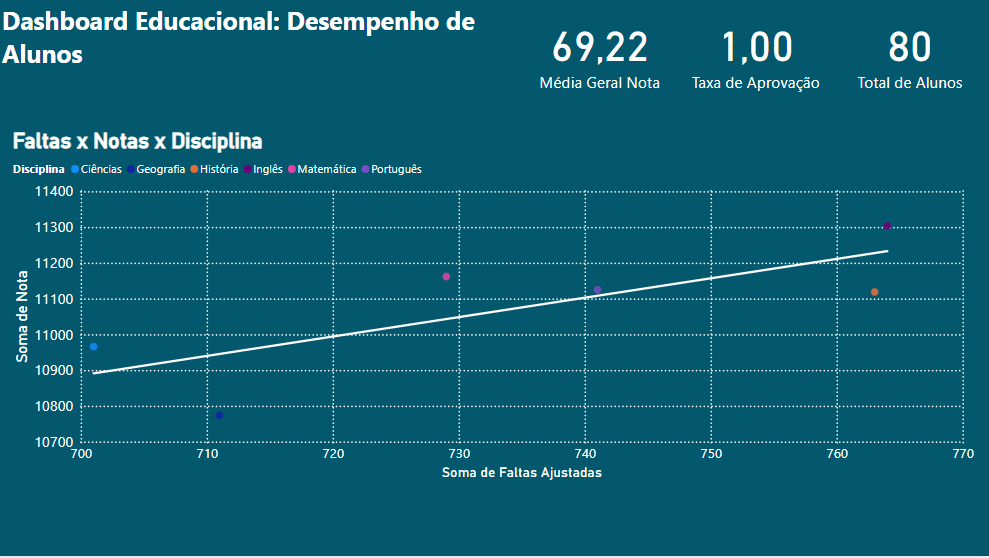 Dashboard Educacional: Desempenho de
Alunos
69,22
Média Geral Nota
1,00
Taxa de Aprovação
80
Total de Alunos
Faltas x Notas x Disciplina
Disciplina Ciências Geografia História Inglês Matemática Português
Soma de Nota
11400
11300
11200
11100
11000
10900
10800
10700
700 710 720 730 740 750 760 770
Soma de Faltas Ajustadas